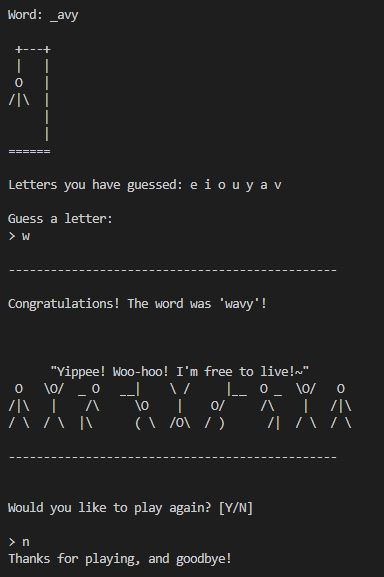 Word: _avy
 +---+
 |   |
 O   |
/|\  |
     |
     |
======
Letters you have guessed: e i o u y a v
Guess a letter:
> w
-----------------------------------------------
Congratulations! The word was 'wavy'!
"Yippee! Woo-hoo! I'm free to live!~"
 O   \O/  _ O   __|    \ /     |__  O _  \O/   O
/|\   |    /\     \O    |    O/     /\    |   /|\
/ \  / \  |\     ( \   /O\  / )      /|  / \  / \
-----------------------------------------------
Would you like to play again? [Y/N]
> n
Thanks for playing, and goodbye!